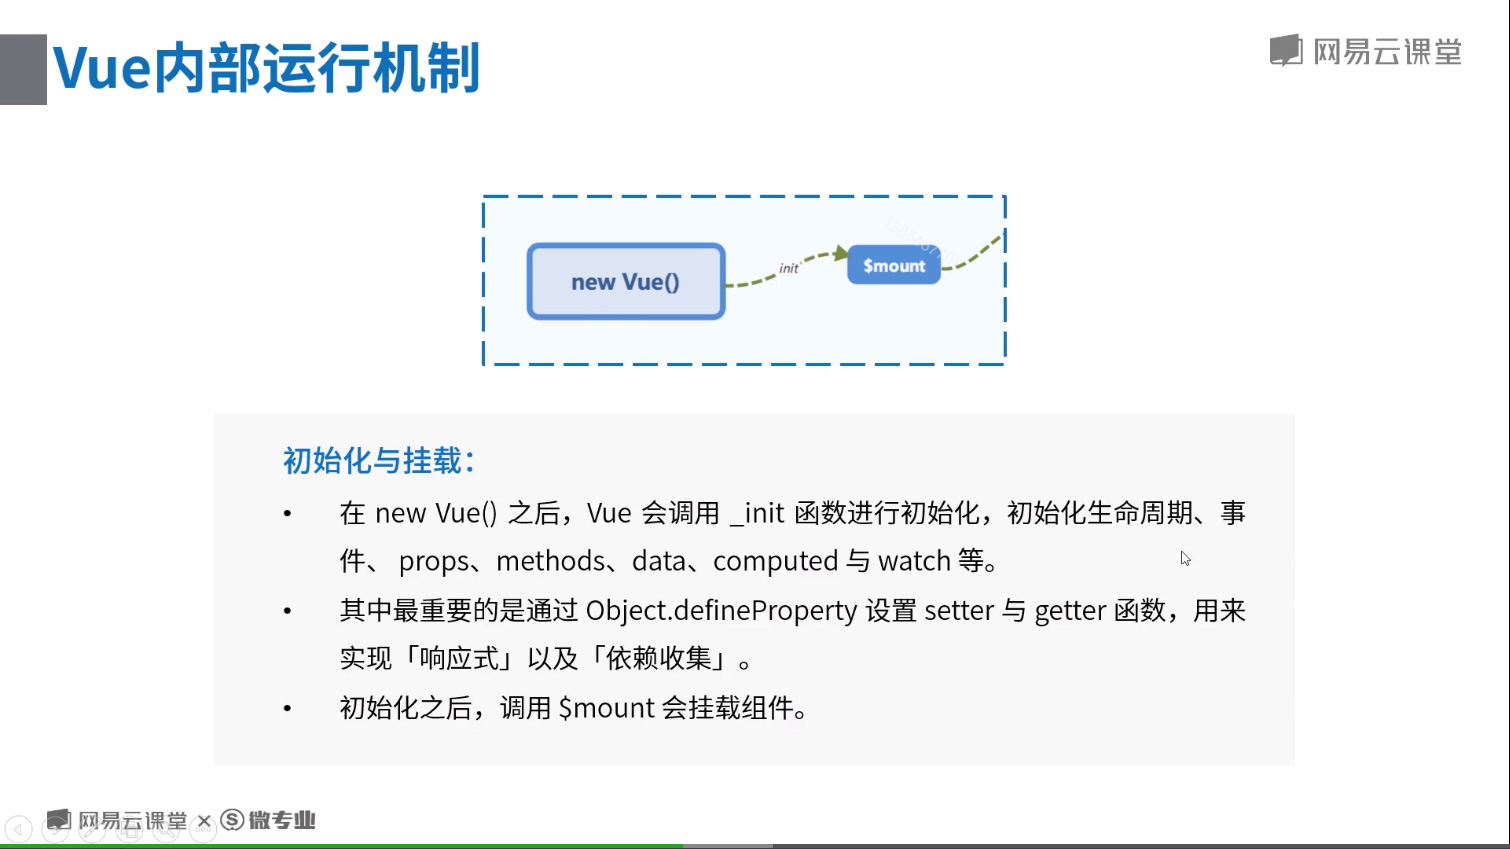 Vue内部运行机制
网易云课堂
new Vue()
init
$mount
初始化与挂载：
• 在 new Vue() 之后，Vue 会调用 _init 函数进行初始化，初始化生命周期、事
件、 props、methods、data、computed 与 watch 等。
• 其中最重要的是通过 Object.defineProperty 设置 setter 与 getter 函数，用来
实现「响应式」以及「依赖收集」。
• 初始化之后，调用 $mount 会挂载组件。
网易云课堂 × 微专业